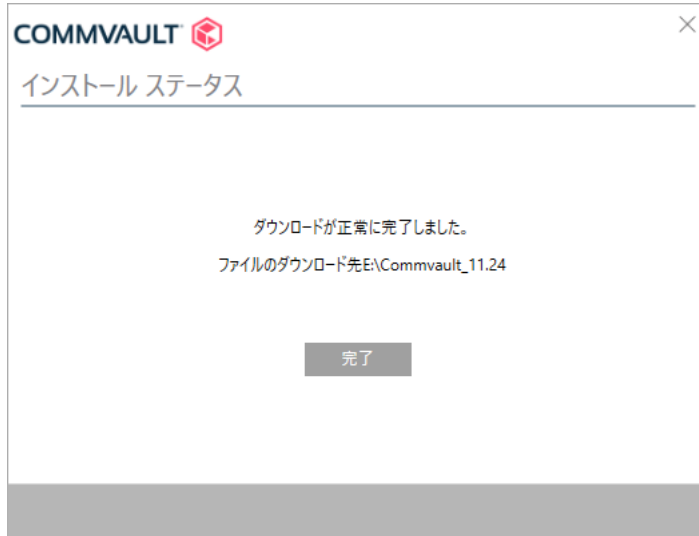 COMMVAULT
インストール ステータス
ダウンロードが正常に完了しました。
ファイルのダウンロード先E:\Commvault_11.24
完了